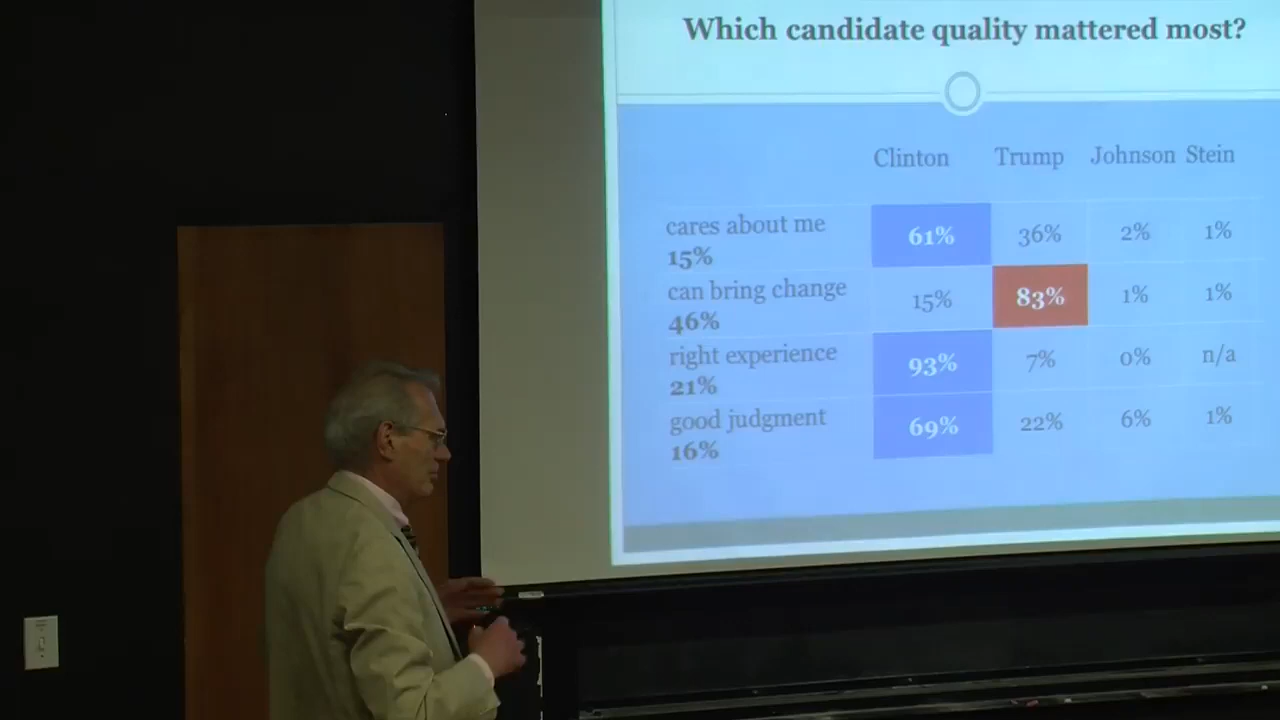 Which candidate quality mattered most?
Clinton Trump Johnson Stein
cares about me
15%
61% 36% 2% 1%
can bring change
46%
15% 83% 1% 1%
right experience
21%
93% 7% 0% n/a
good judgment
16%
69% 22% 6% 1%